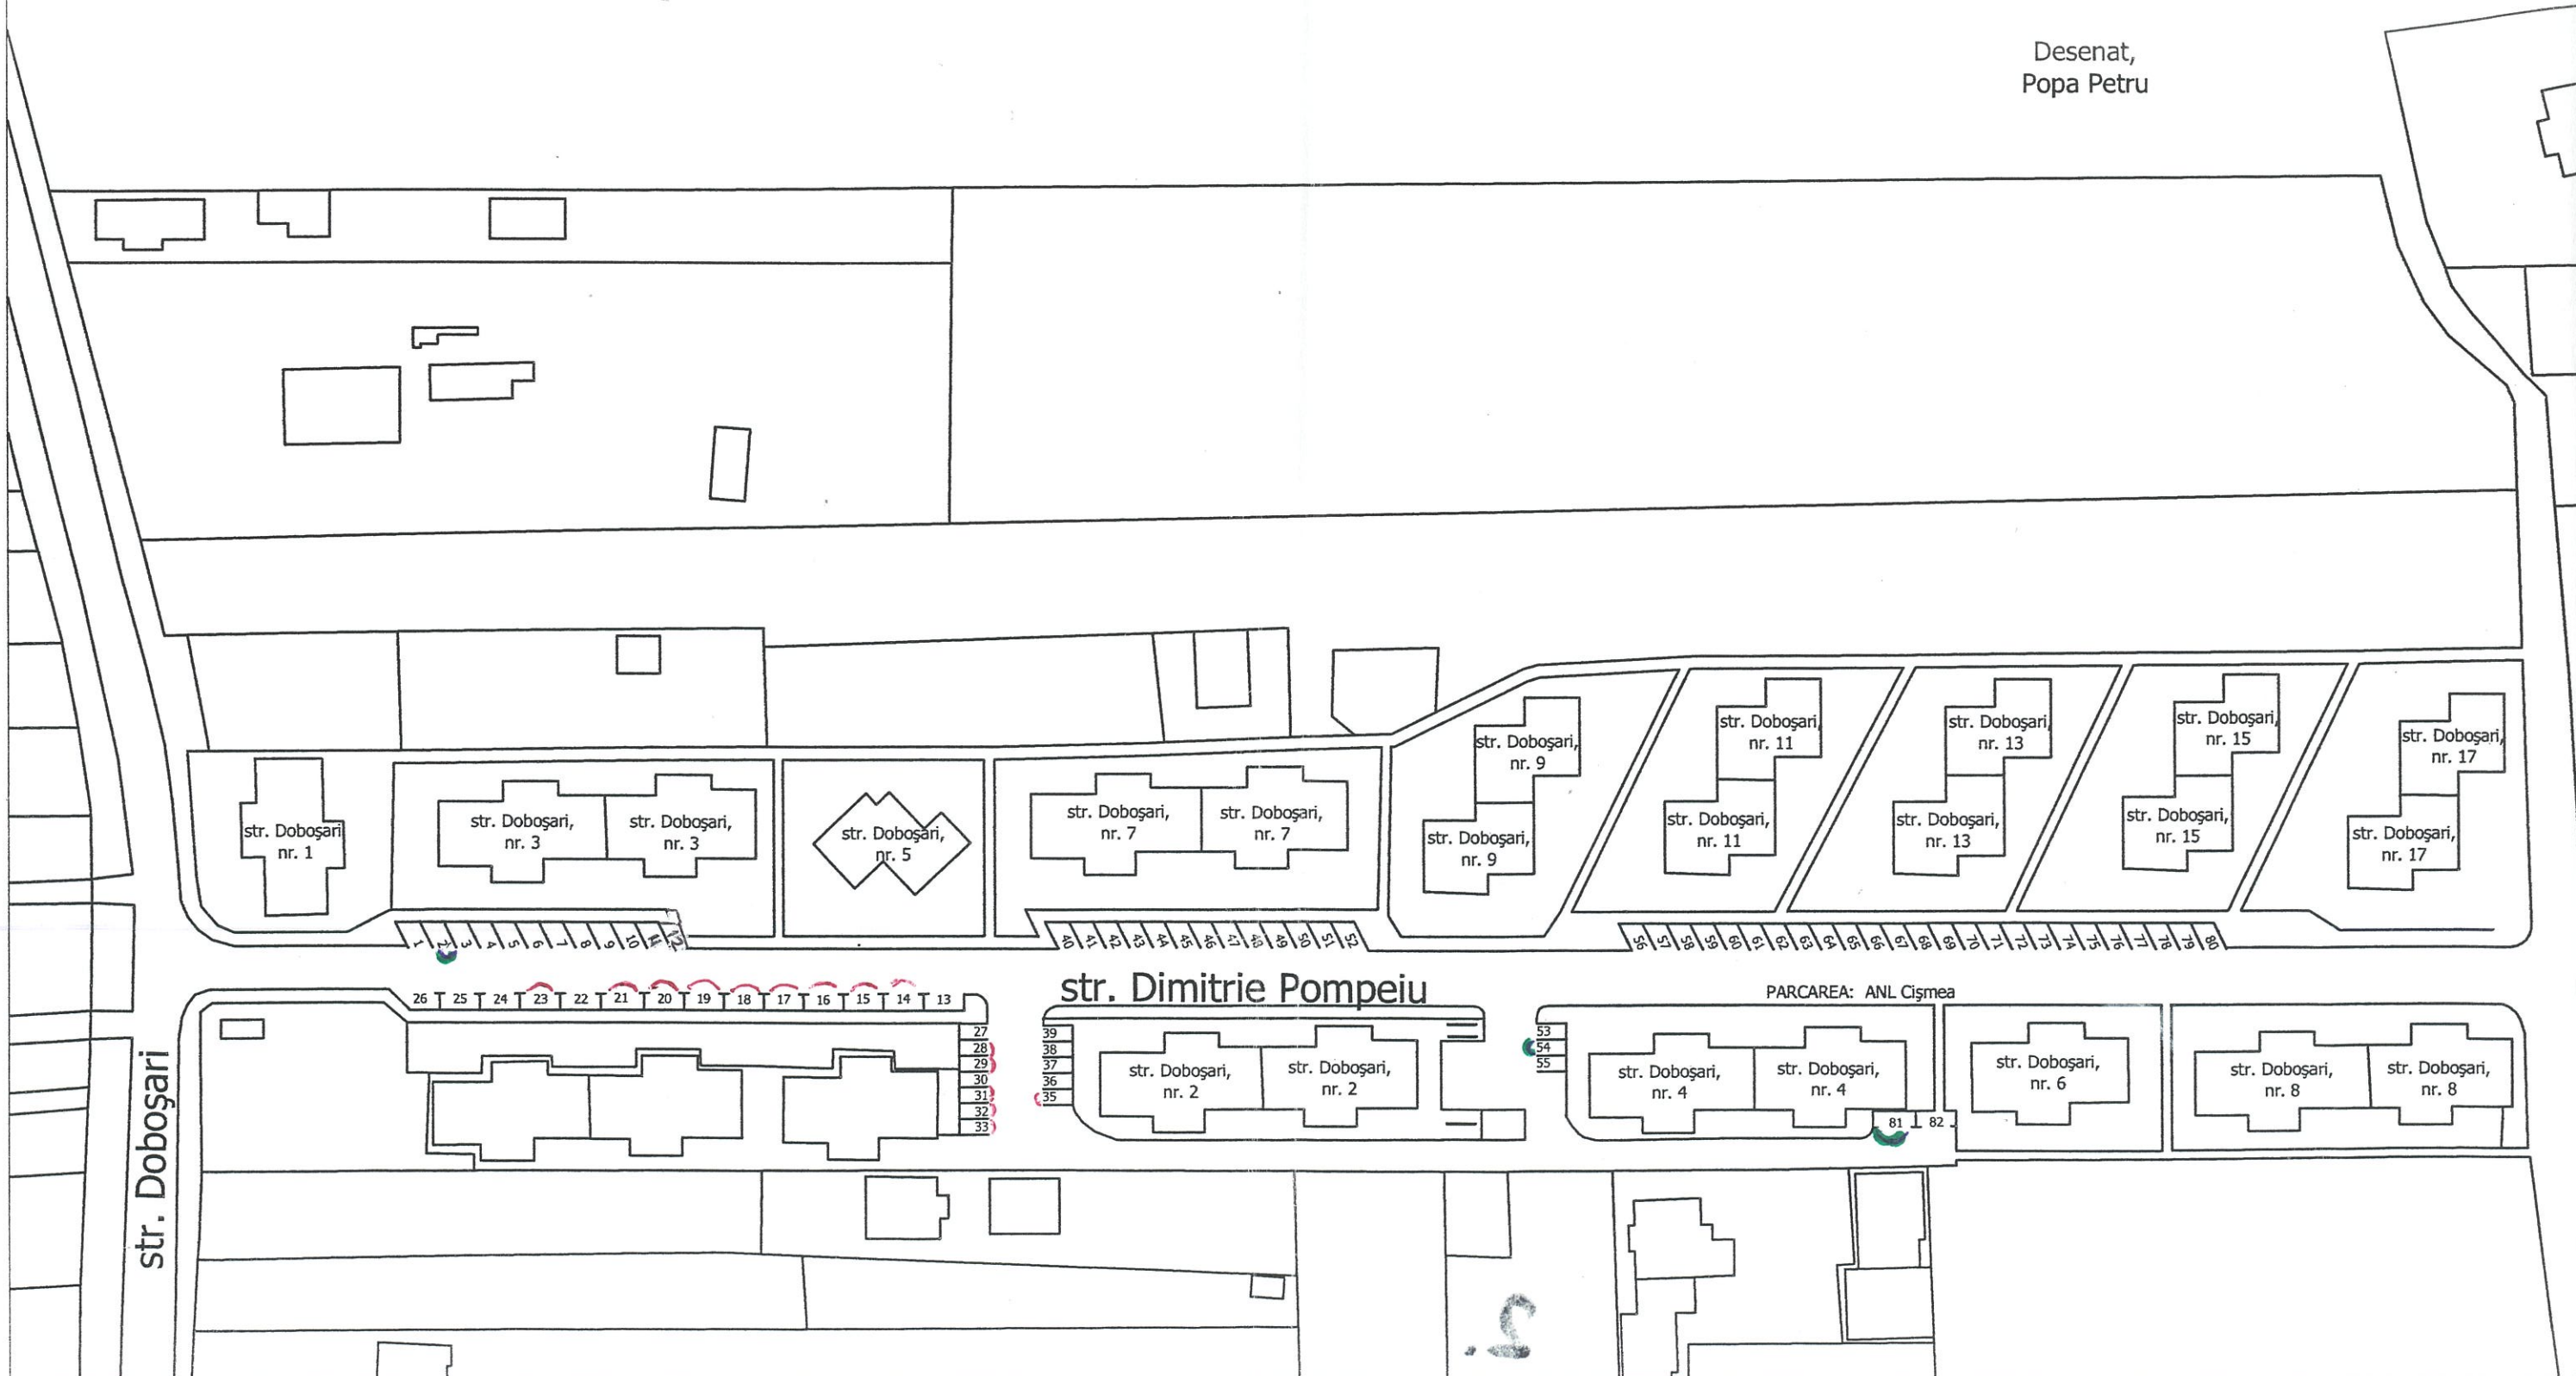 Desenat,
Popa Petru
str. Doboşari,
nr. 9
str. Doboşari,
nr. 11
str. Doboşari,
nr. 13
str. Doboşari,
nr. 15
str. Doboşari,
nr. 17
str. Doboşari
nr. 1
str. Doboşari,
nr. 3
str. Doboşari,
nr. 3
str. Doboşari,
nr. 5
str. Doboşari,
nr. 7
str. Doboşari,
nr. 7
str. Doboşari,
nr. 9
str. Doboşari,
nr. 11
str. Doboşari,
nr. 13
str. Doboşari,
nr. 15
str. Doboşari,
nr. 17
1 2 3 4 5 6 7 8 9 10 11 12
40 41 42 43 44 45 46 47 48 49 50 51 52
56 57 58 59 60 61 62 63 64 65 66 67 68 69 70 71 72 73 74 75 76 77 78 79 80
26 25 24 23 22 21 20 19 18 17 16 15 14 13
str. Dimitrie Pompeiu
PARCAREA: ANL Cişmea
27
28
29
30
31
32
33
39
38
37
36
35
53
54
55
str. Doboşari,
nr. 2
str. Doboşari,
nr. 2
str. Doboşari,
nr. 4
str. Doboşari,
nr. 4
81 82
str. Doboşari,
nr. 6
str. Doboşari,
nr. 8
str. Doboşari,
nr. 8
str. Doboşari